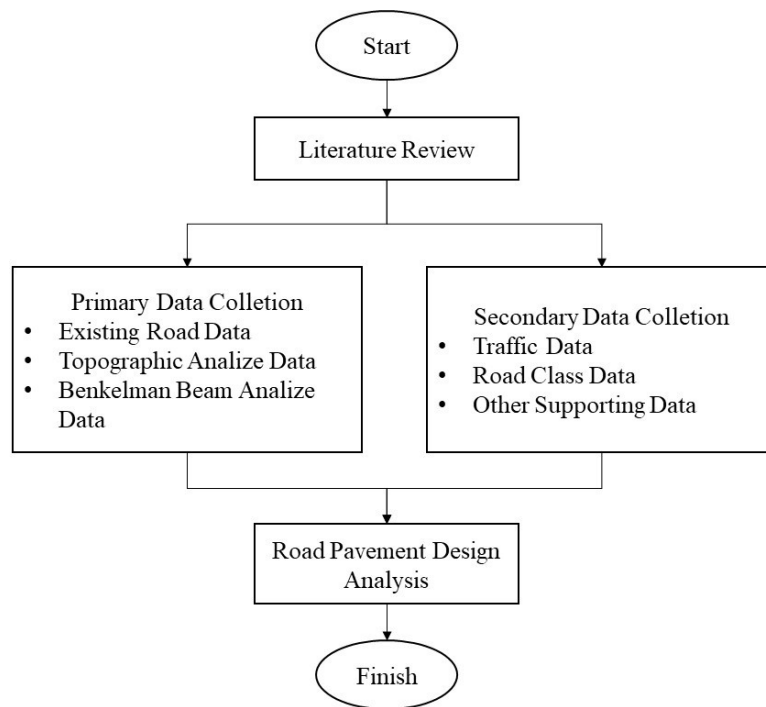 Start
Literature Review
Primary Data Colletion
• Existing Road Data
• Topographic Analize Data
• Benkelman Beam Analize
Data
Secondary Data Colletion
• Traffic Data
• Road Class Data
• Other Supporting Data
Road Pavement Design
Analysis
Finish